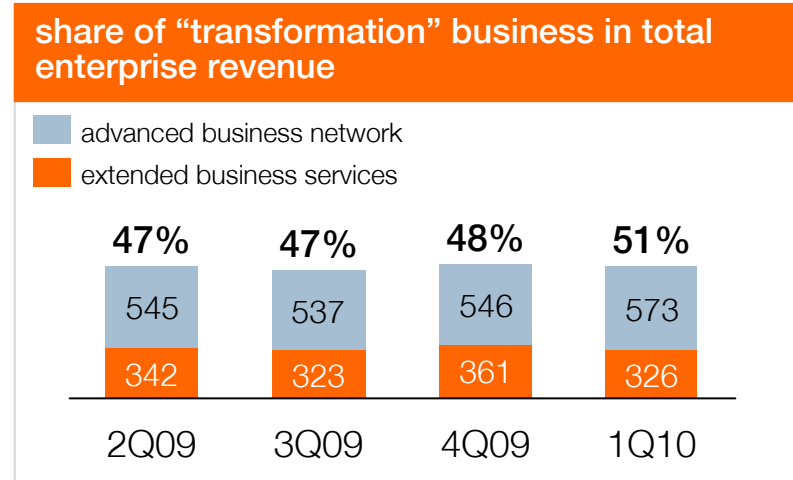 share of “transformation” business in total
enterprise revenue
advanced business network
extended business services
47% 47% 48% 51%
545 537 546 573
342 323 361 326
2Q09 3Q09 4Q09 1Q10